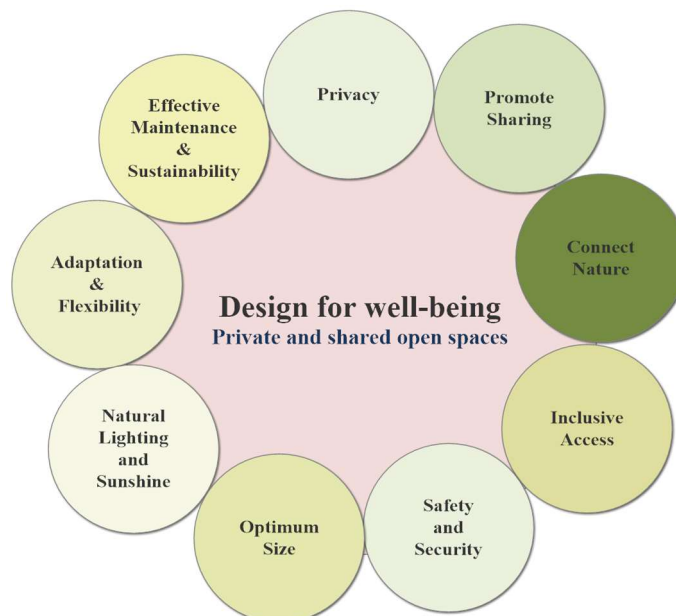 Privacy
Promote
Sharing
Connect
Nature
Inclusive
Access
Safety
and
Security
Optimum
Size
Natural
Lighting
and
Sunshine
Adaptation
&
Flexibility
Effective
Maintenance
&
Sustainability
Design for well-being
Private and shared open spaces